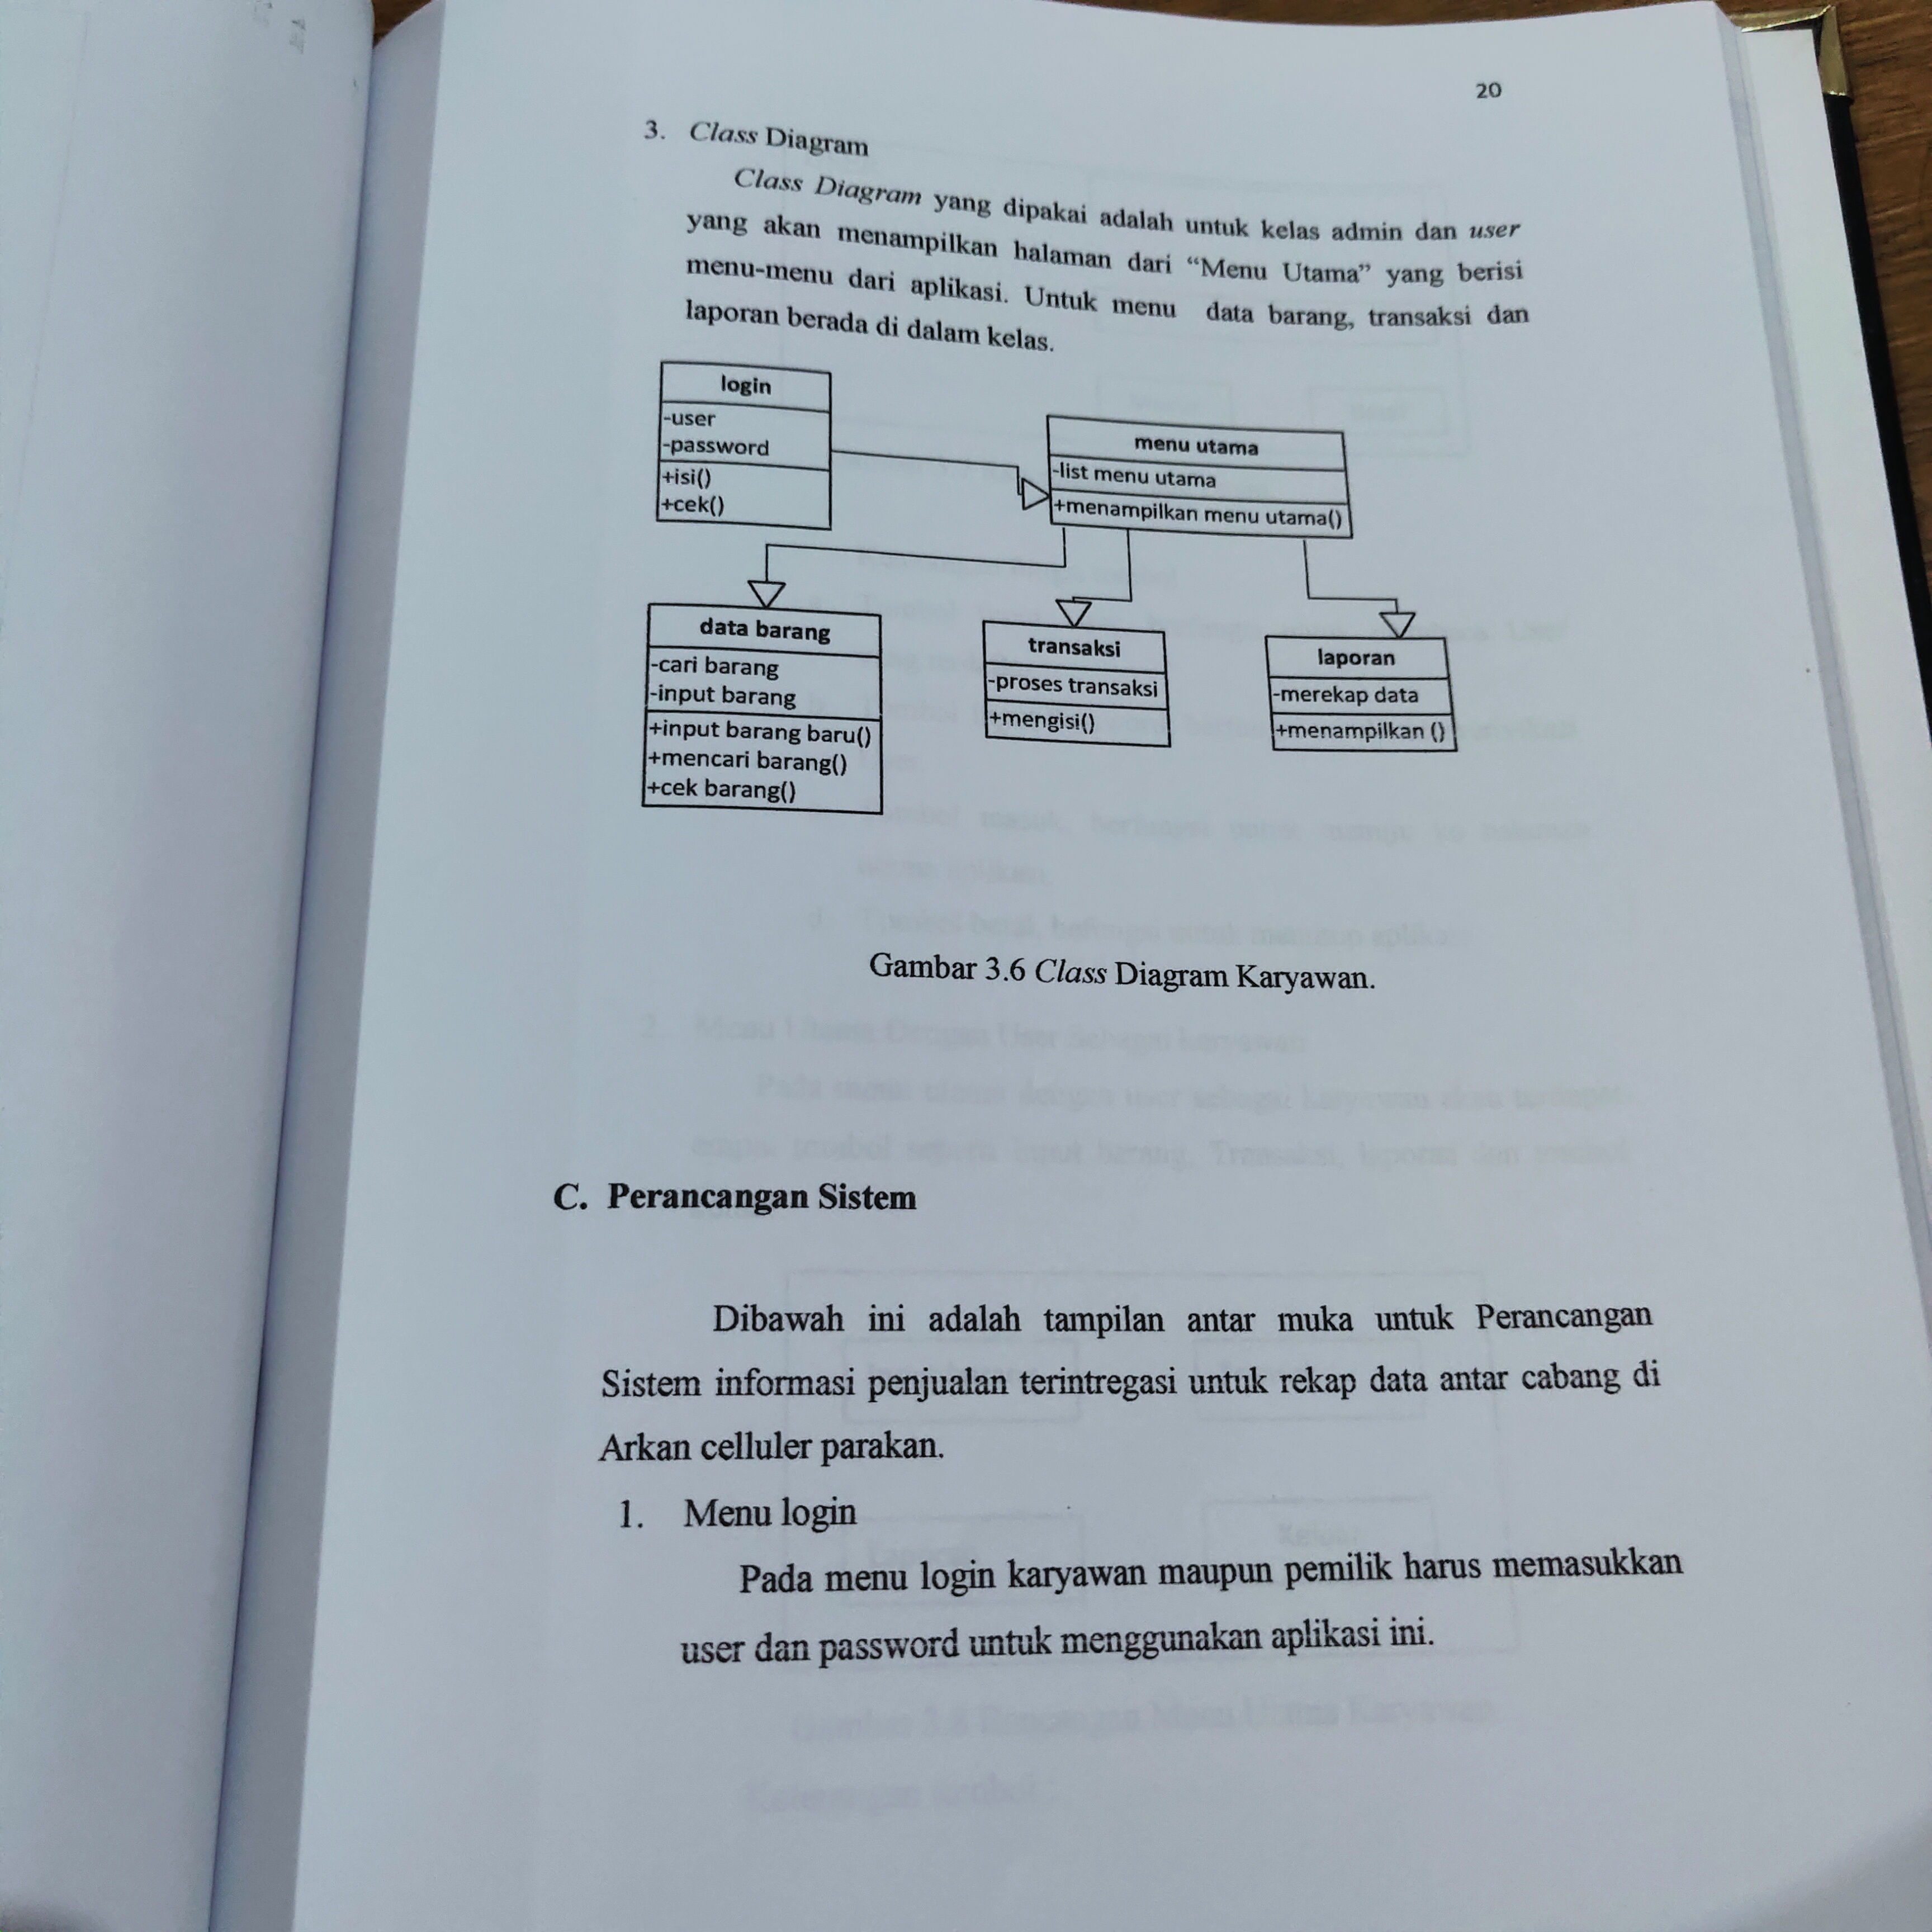 20
3. Class Diagram
Class Diagram yang dipakai adalah untuk kelas admin dan user
yang akan menampilkan halaman dari “Menu Utama” yang berisi
menu-menu dari aplikasi. Untuk menu data barang, transaksi dan
laporan berada di dalam kelas.
login
-user
-password
+isi()
+cek()
menu utama
-list menu utama
+menampilkan menu utama()
data barang
-cari barang
-input barang
+input barang baru()
+mencari barang()
+cek barang()
transaksi
-proses transaksi
+mengisi()
laporan
-merekap data
+menampilkan ()
Gambar 3.6 Class Diagram Karyawan.
C. Perancangan Sistem
Dibawah ini adalah tampilan antar muka untuk Perancangan
Sistem informasi penjualan terintregasi untuk rekap data antar cabang di
Arkan celluler parakan.
1. Menu login
Pada menu login karyawan maupun pemilik harus memasukkan
user dan password untuk menggunakan aplikasi ini.